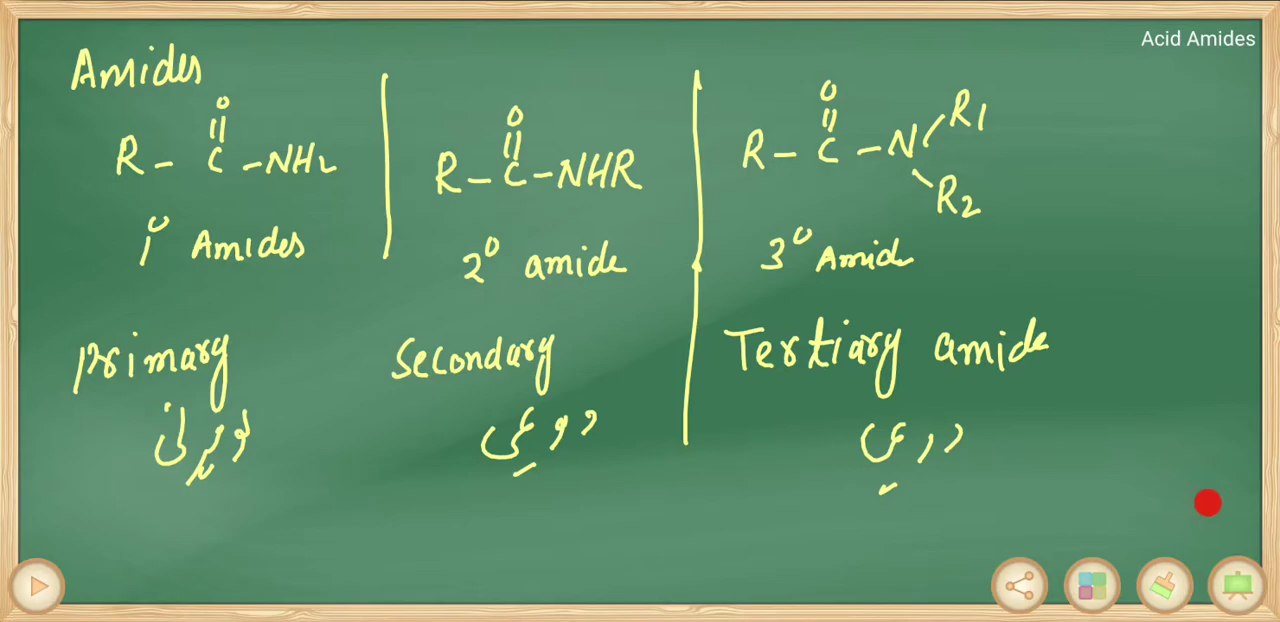 Acid Amides
Amides
O
||
R - C - NH2
1° Amides
Primary
O
||
R - C - NHR
2° amide
Secondary
O
||
R - C - N
R1
R2
3° Amide
Tertiary amide